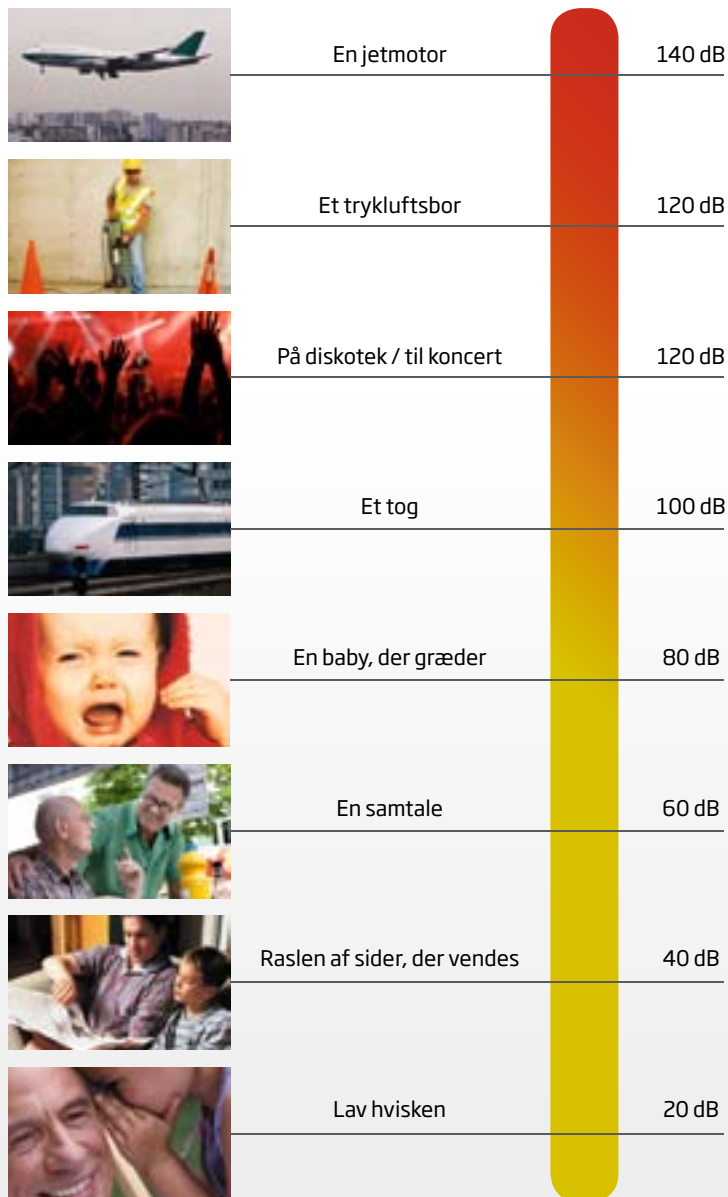 En jetmotor 140 dB
Et trykluftsbor 120 dB
På diskotek / til koncert 120 dB
Et tog 100 dB
En baby, der græder 80 dB
En samtale 60 dB
Raslen af sider, der vendes 40 dB
Lav hvisken 20 dB